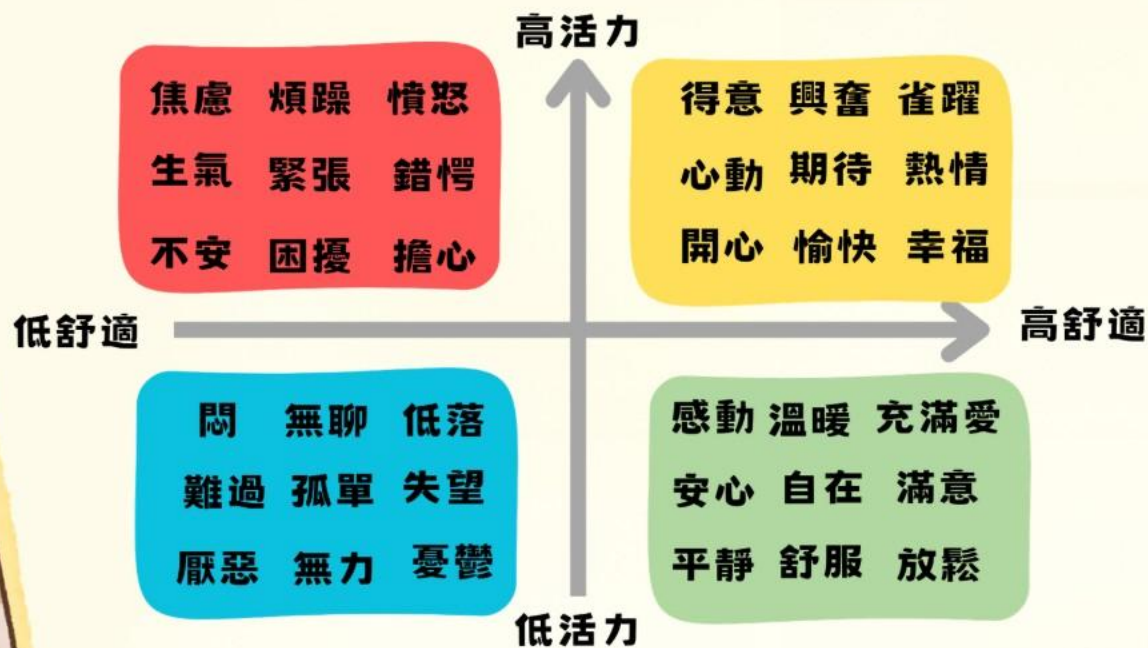 高活力
焦慮 煩躁 憤怒
生氣 緊張 錯愕
不安 困擾 擔心
得意 興奮 雀躍
心動 期待 熱情
開心 愉快 幸福
低舒適
高舒適
悶 無聊 低落
難過 孤單 失望
厭惡 無力 憂鬱
感動 溫暖 充滿愛
安心 自在 滿意
平靜 舒服 放鬆
低活力